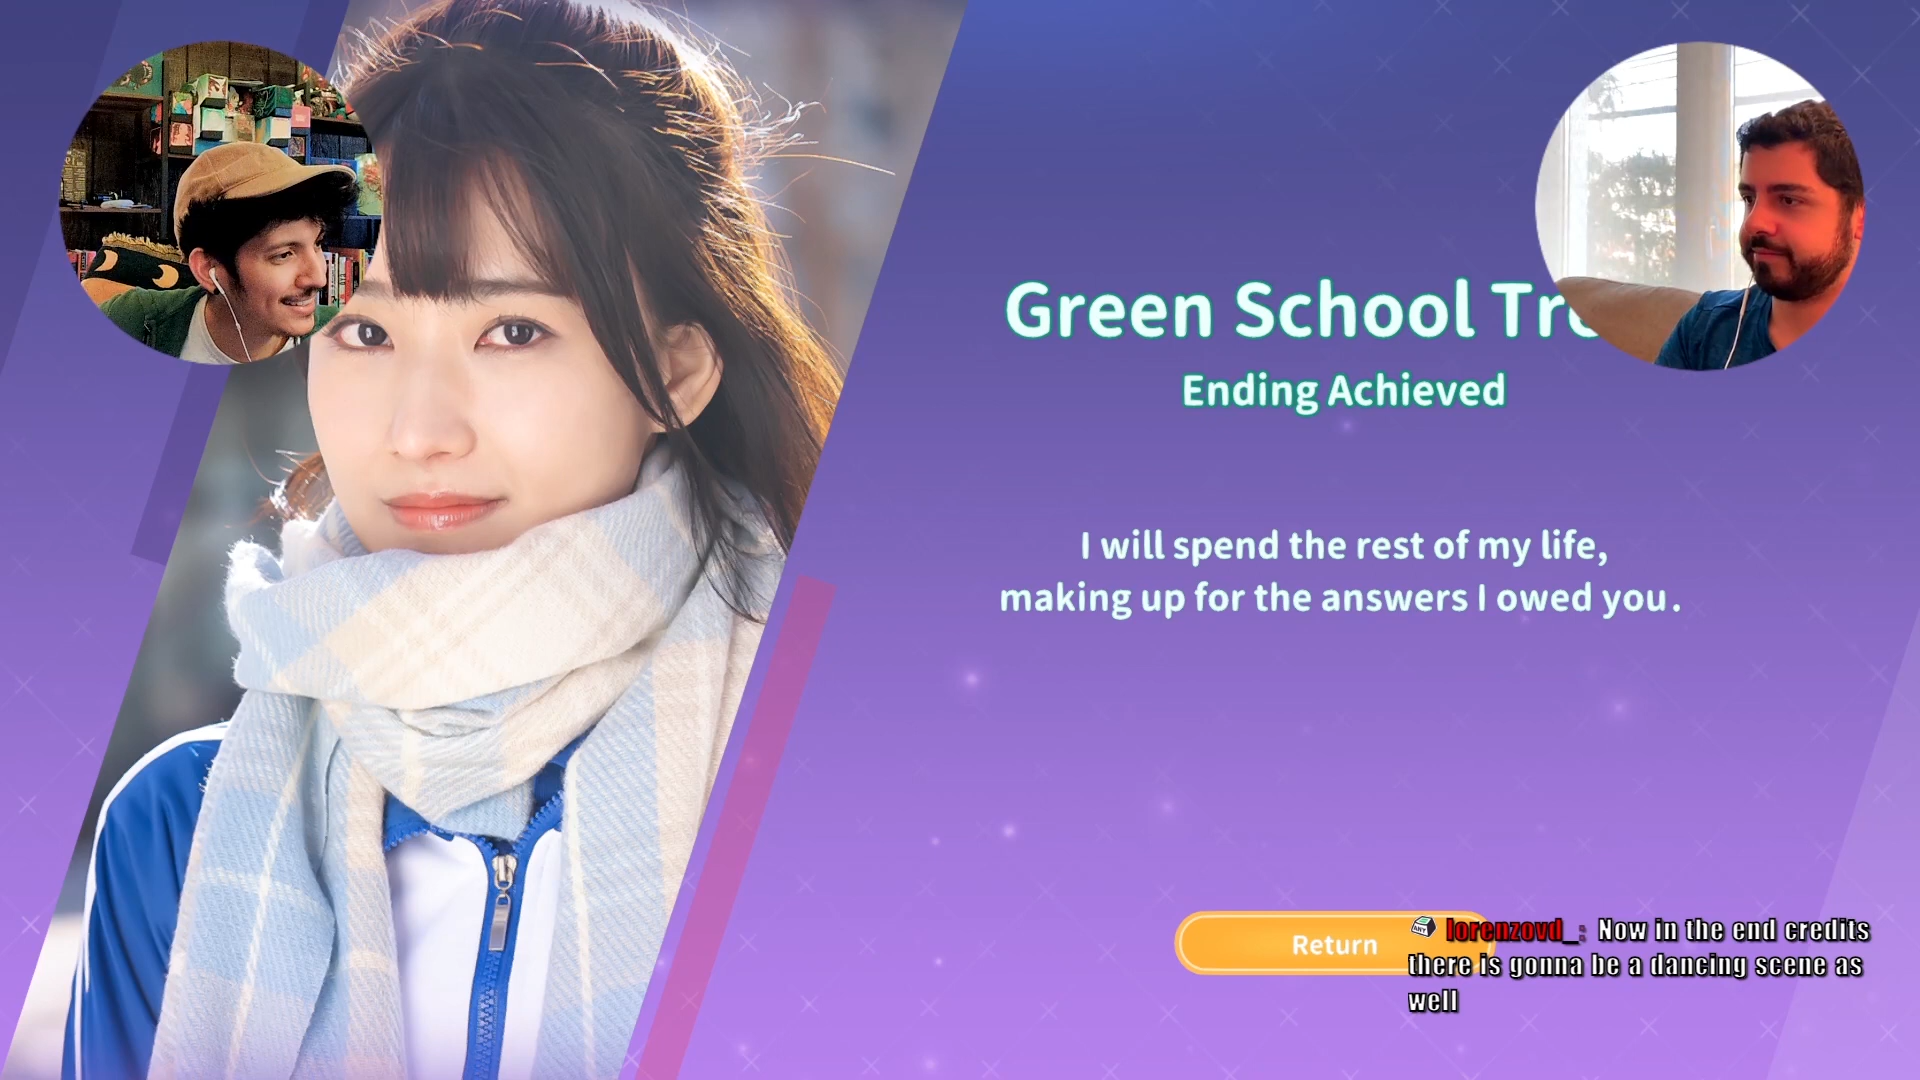 Green School
Ending Achieved
I will spend the rest of my life,
making up for the answers I owed you.
Return
lorenzovd_: Now in the end credits
there is gonna be a dancing scene as
well